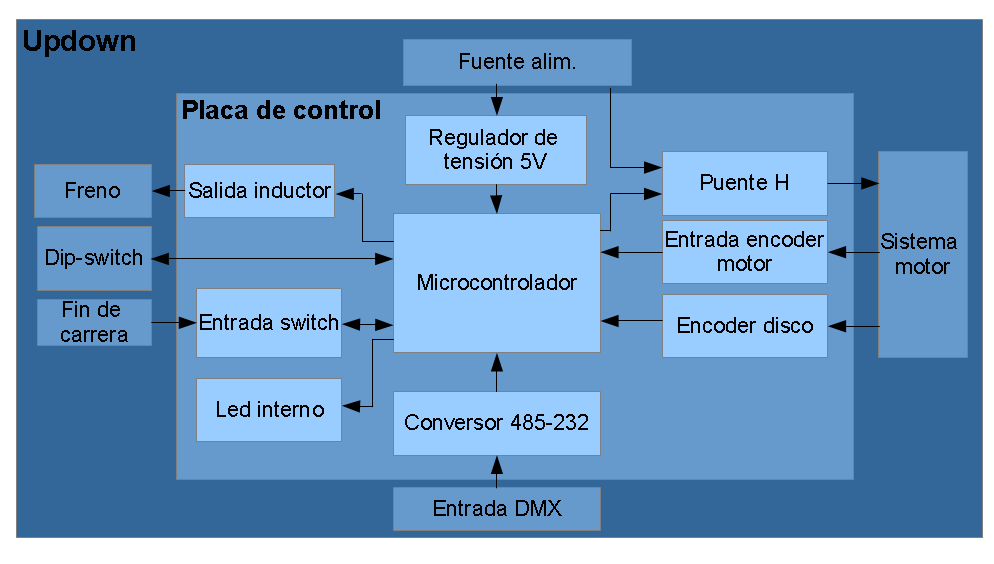 Updown
Fuente alim.
Placa de control
Regulador de
tensión 5V
Freno
Salida inductor
Puente H
Dip-switch
Entrada encoder
motor
Sistema
motor
Microcontrolador
Fin de
carrera
Entrada switch
Encoder disco
Led interno
Conversor 485-232
Entrada DMX